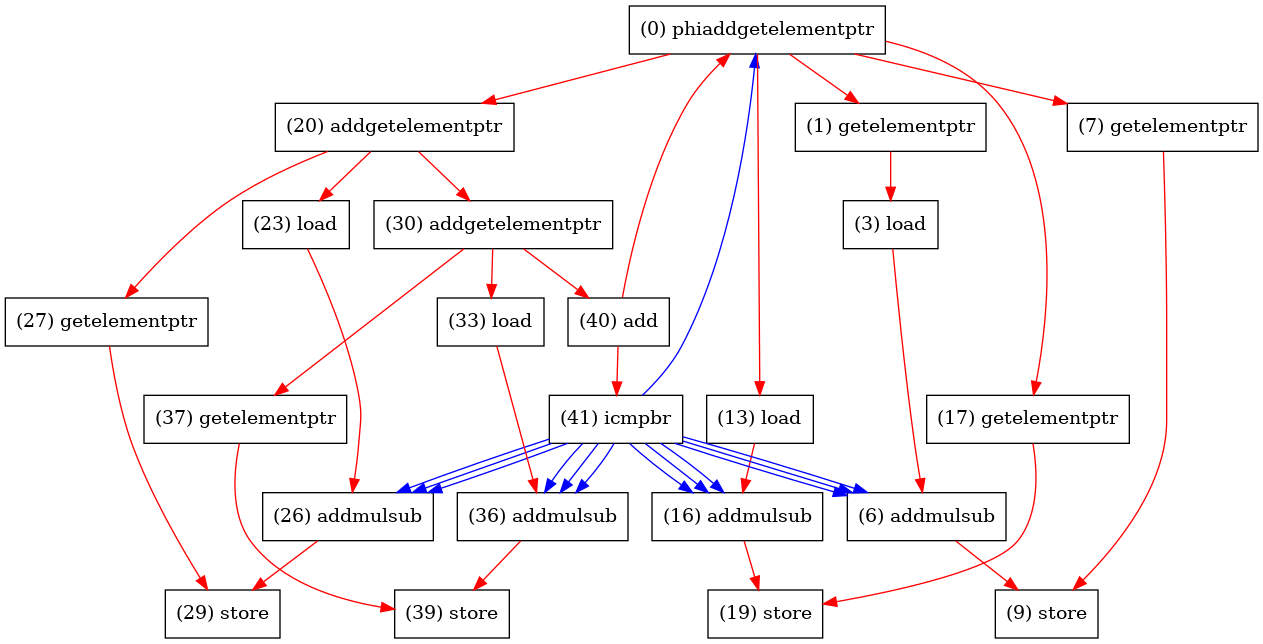 (0) phiaddgetelementptr
(20) addgetelementptr
(1) getelementptr
(7) getelementptr
(23) load
(30) addgetelementptr
(3) load
(27) getelementptr
(33) load
(40) add
(37) getelementptr
(41) icmpbr
(13) load
(17) getelementptr
(26) addmulsub
(36) addmulsub
(16) addmulsub
(6) addmulsub
(29) store
(39) store
(19) store
(9) store